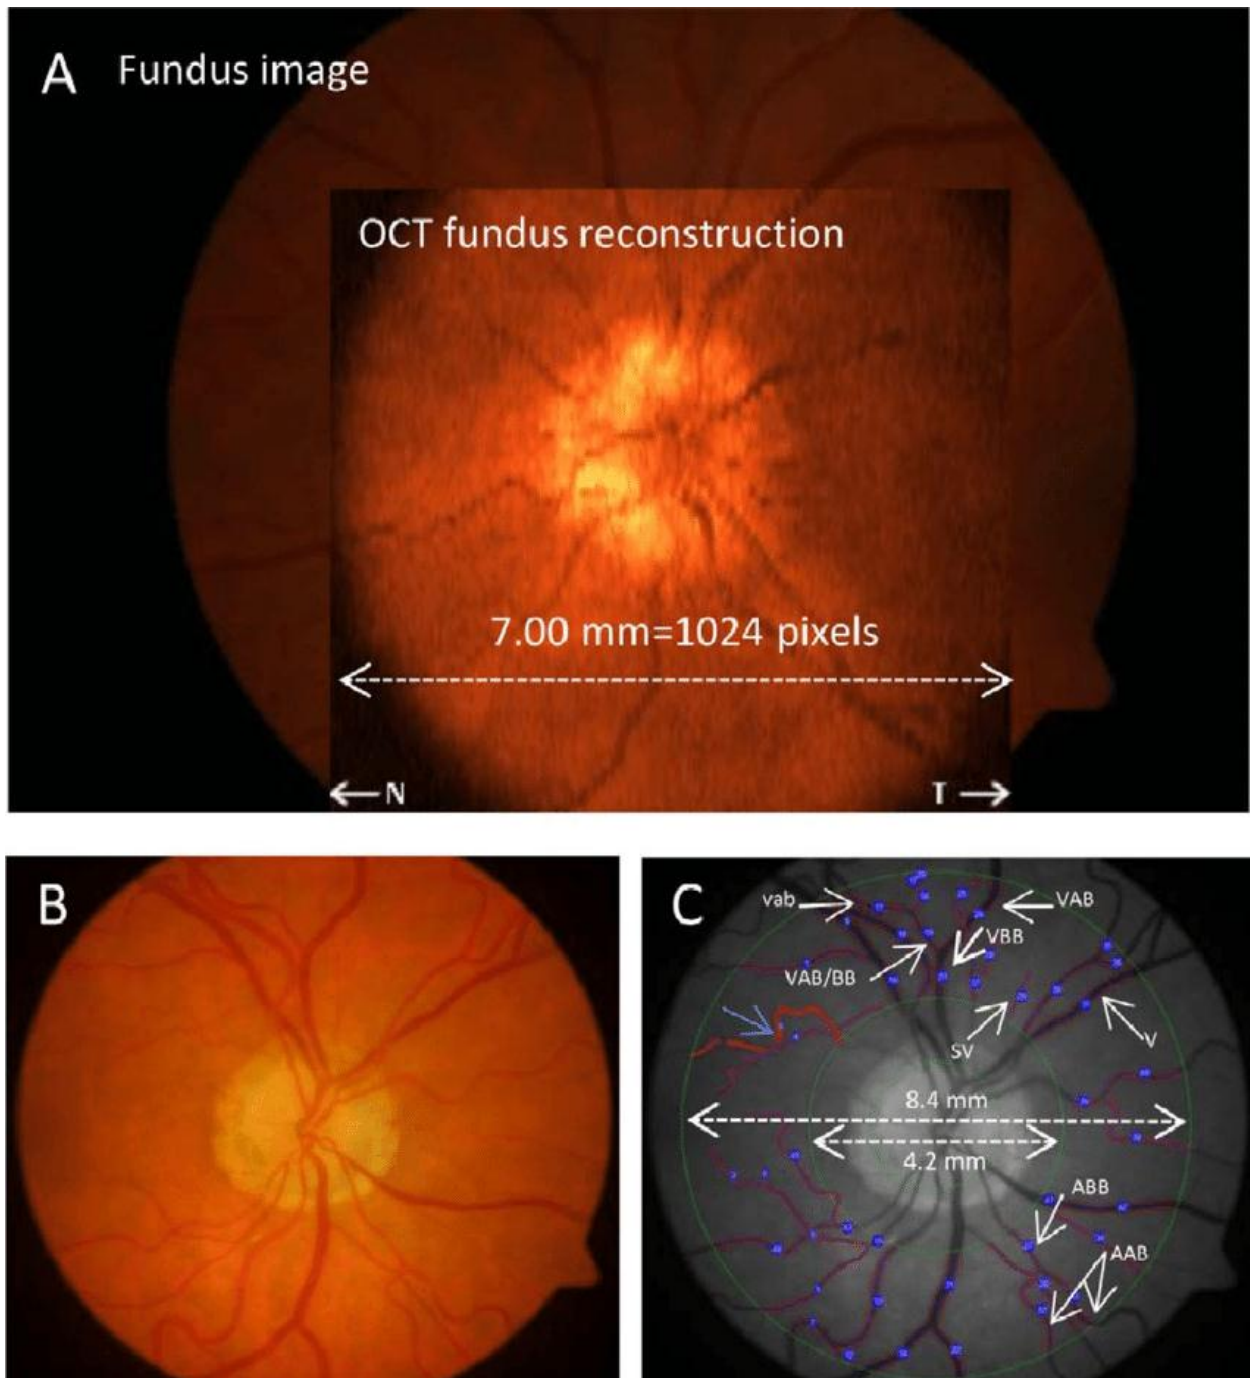 A Fundus image
OCT fundus reconstruction
7.00 mm=1024 pixels
N
T
B
C
vab
VAB
VBB
VAB/BB
SV
V
8.4 mm
4.2 mm
ABB
AAB